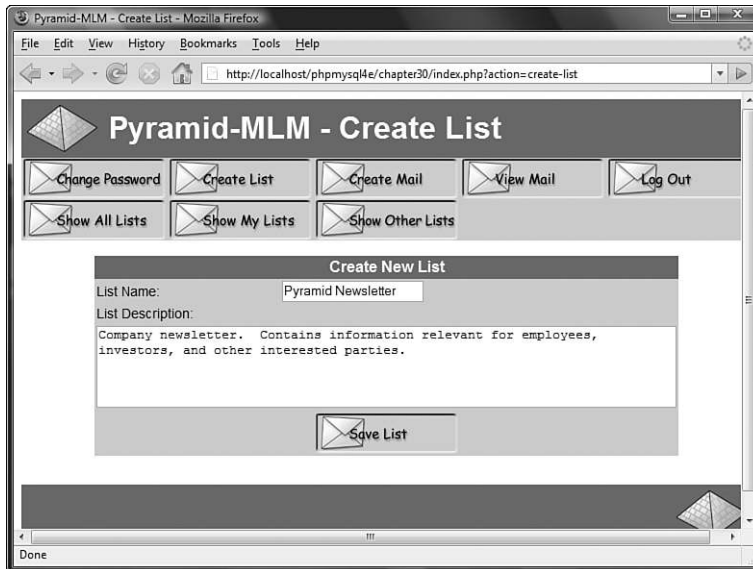 Pyramid-MLM - Create List - Mozilla Firefox
File Edit View History Bookmarks Tools Help
http://localhost/phpmysql4e/chapter30/index.php?action=create-list
Pyramid-MLM - Create List
Change Password Create List Create Mail View Mail Log Out
Show All Lists Show My Lists Show Other Lists
Create New List
List Name: Pyramid Newsletter
List Description:
Company newsletter. Contains information relevant for employees,
investors, and other interested parties.
Save List
Done